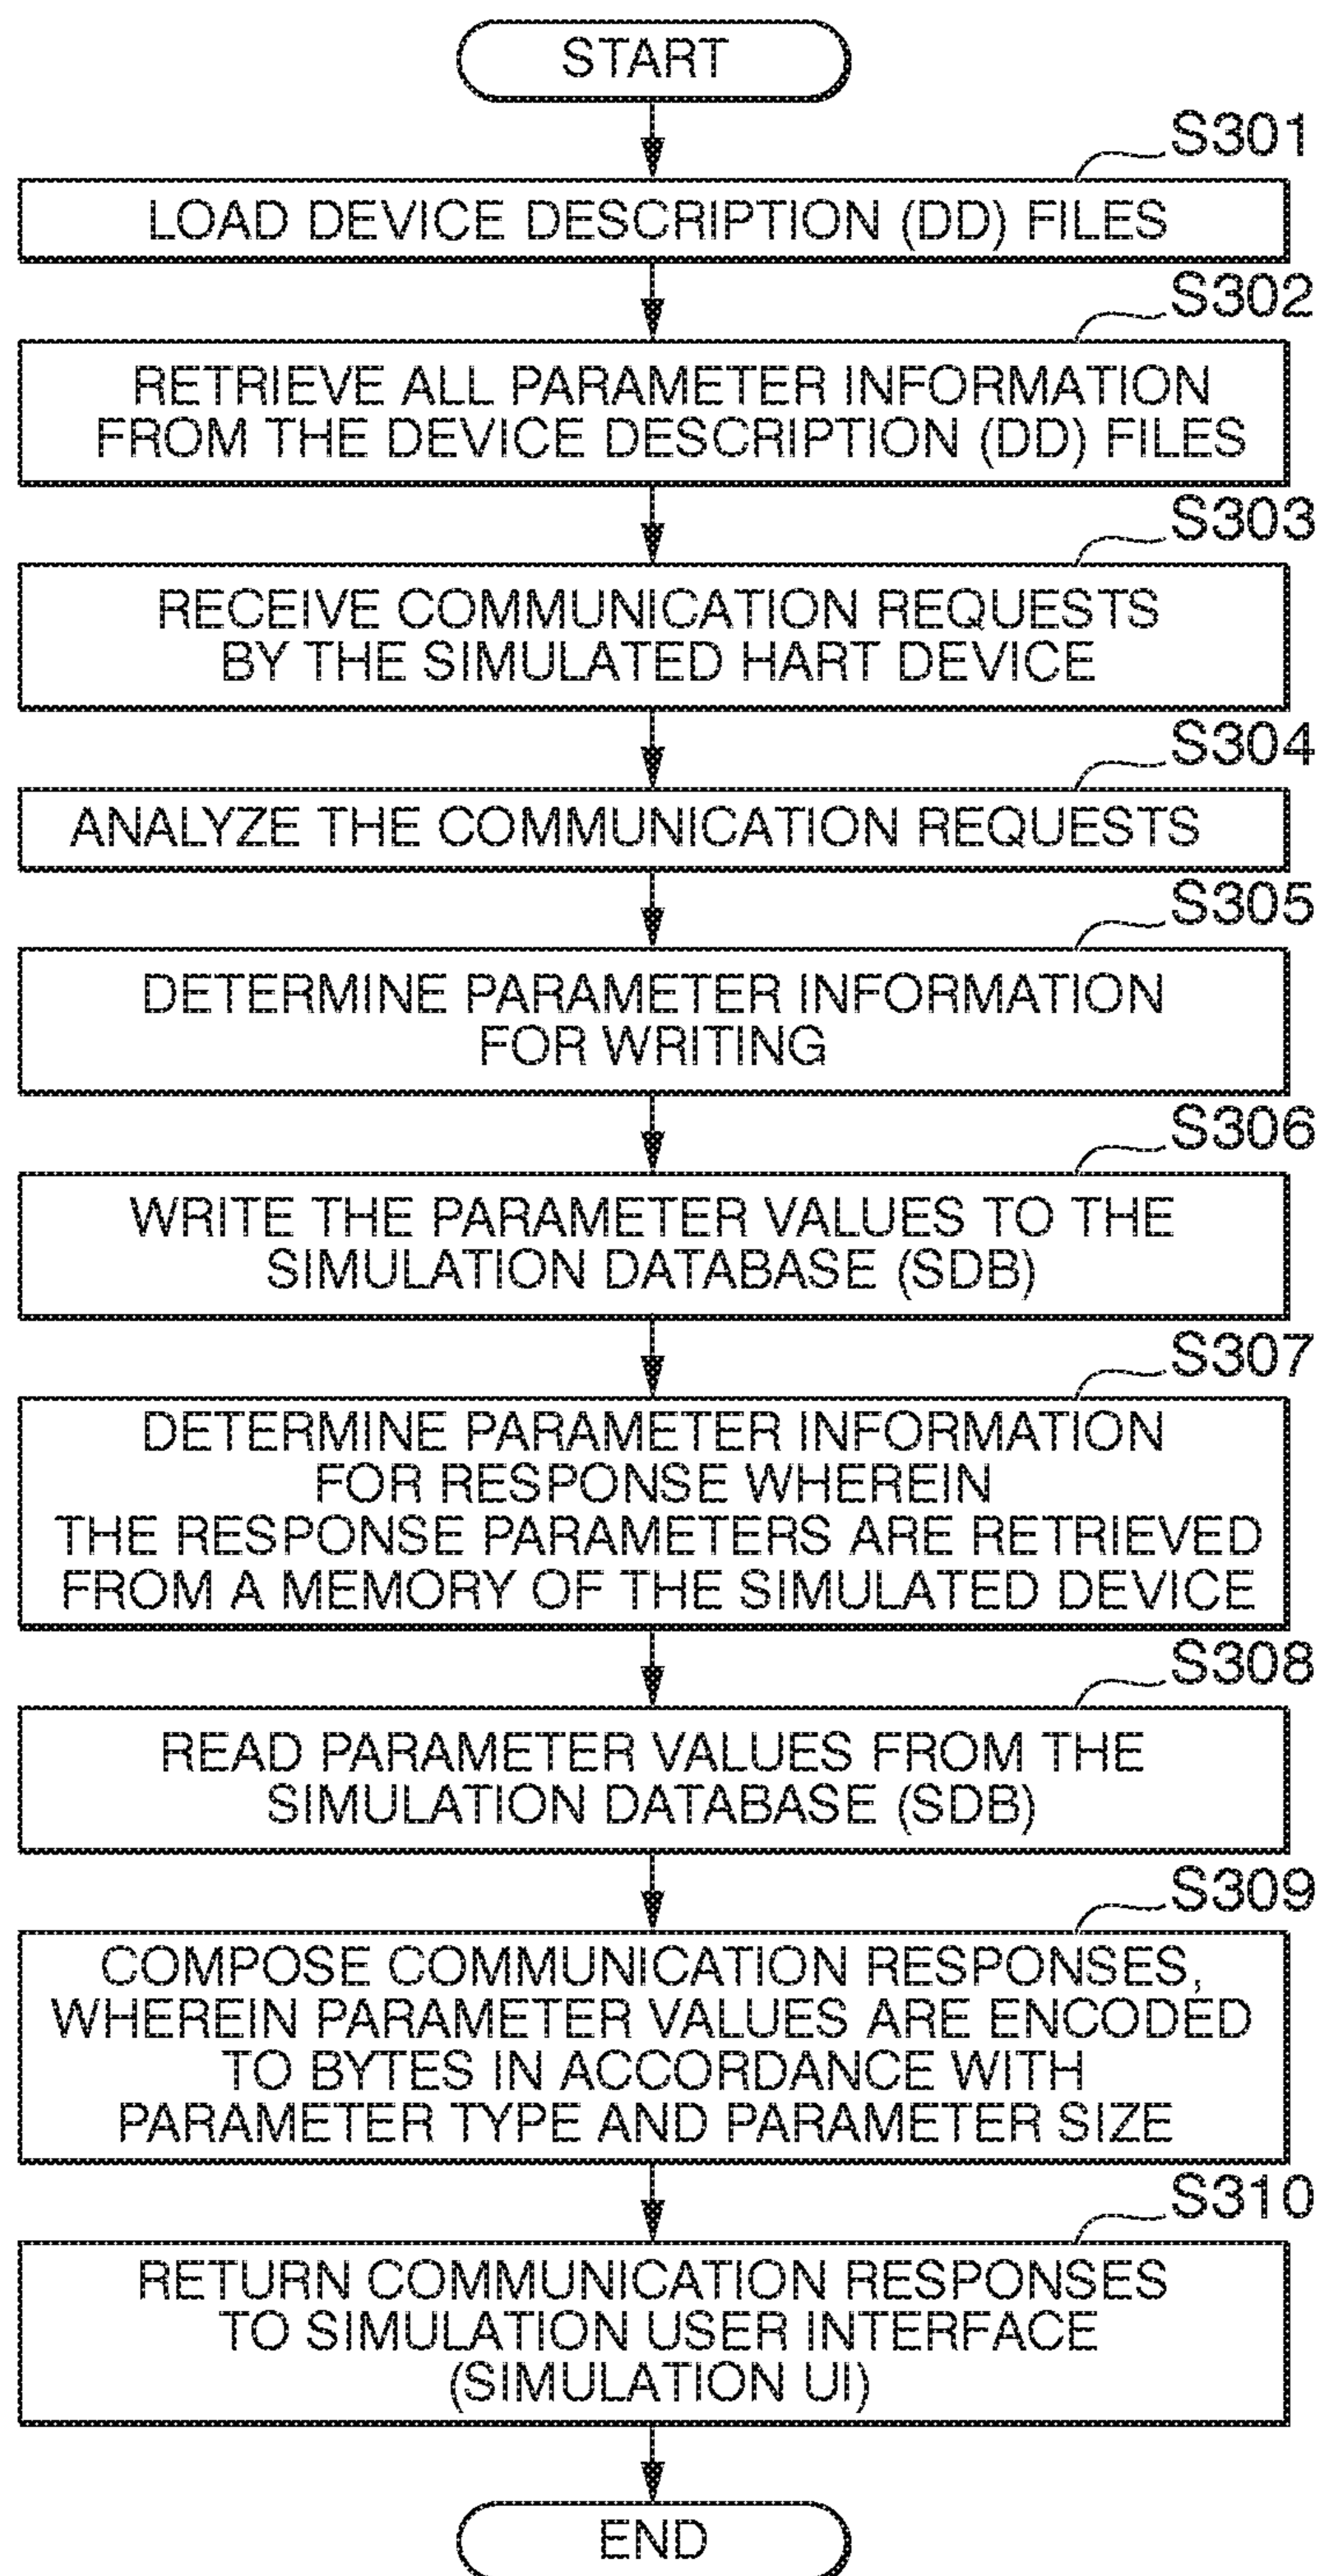 START
S301
LOAD DEVICE DESCRIPTION (DD) FILES
S302
RETRIEVE ALL PARAMETER INFORMATION
FROM THE DEVICE DESCRIPTION (DD) FILES
S303
RECEIVE COMMUNICATION REQUESTS
BY THE SIMULATED HART DEVICE
S304
ANALYZE THE COMMUNICATION REQUESTS
S305
DETERMINE PARAMETER INFORMATION
FOR WRITING
S306
WRITE THE PARAMETER VALUES TO THE
SIMULATION DATABASE (SDB)
S307
DETERMINE PARAMETER INFORMATION
FOR RESPONSE WHEREIN
THE RESPONSE PARAMETERS ARE RETRIEVED
FROM A MEMORY OF THE SIMULATED DEVICE
S308
READ PARAMETER VALUES FROM THE
SIMULATION DATABASE (SDB)
S309
COMPOSE COMMUNICATION RESPONSES,
WHEREIN PARAMETER VALUES ARE ENCODED
TO BYTES IN ACCORDANCE WITH
PARAMETER TYPE AND PARAMETER SIZE
S310
RETURN COMMUNICATION RESPONSES
TO SIMULATION USER INTERFACE
(SIMULATION UI)
END